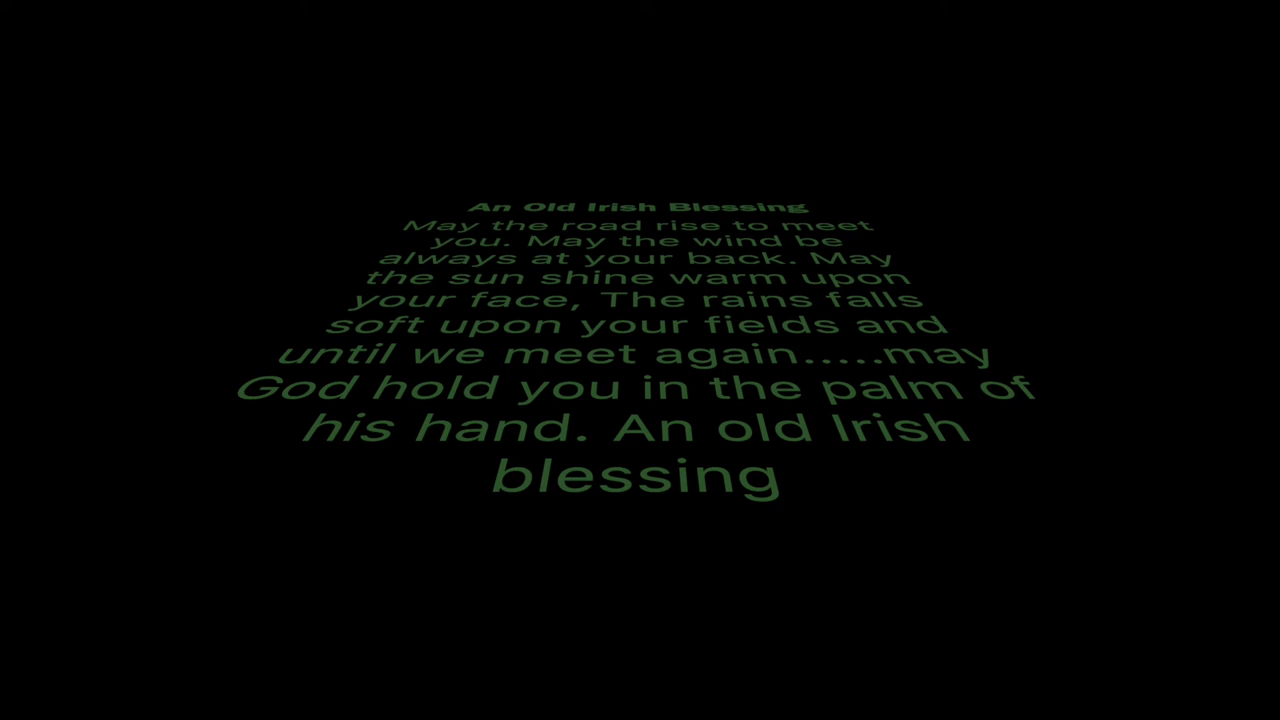 An Old Irish Blessing
May the road rise to meet
you. May the wind be
always at your back. May
the sun shine warm upon
your face, The rains falls
soft upon your fields and
until we meet again.....may
God hold you in the palm of
his hand. An old Irish
blessing